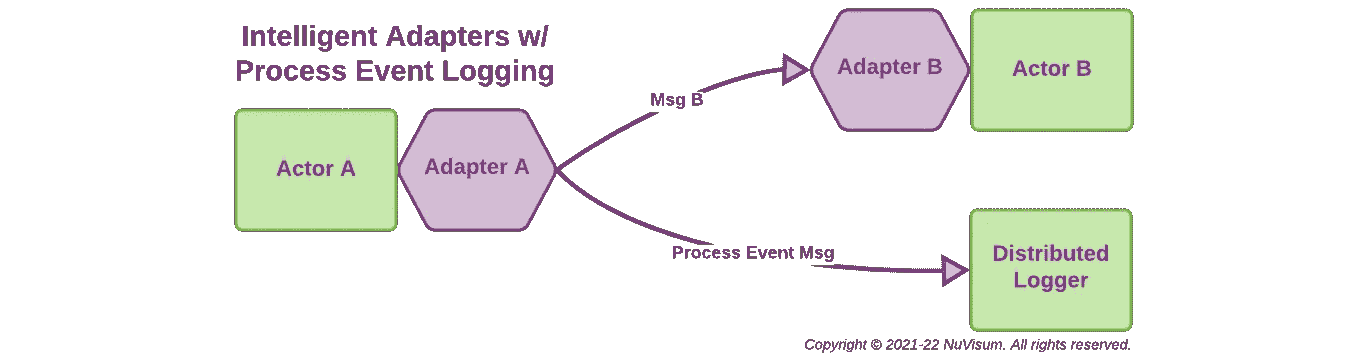 Intelligent Adapters w/
Process Event Logging
Actor A
Adapter A
Msg B
Adapter B
Actor B
Process Event Msg
Distributed
Logger
Copyright © 2021-22 NuVisum. All rights reserved.